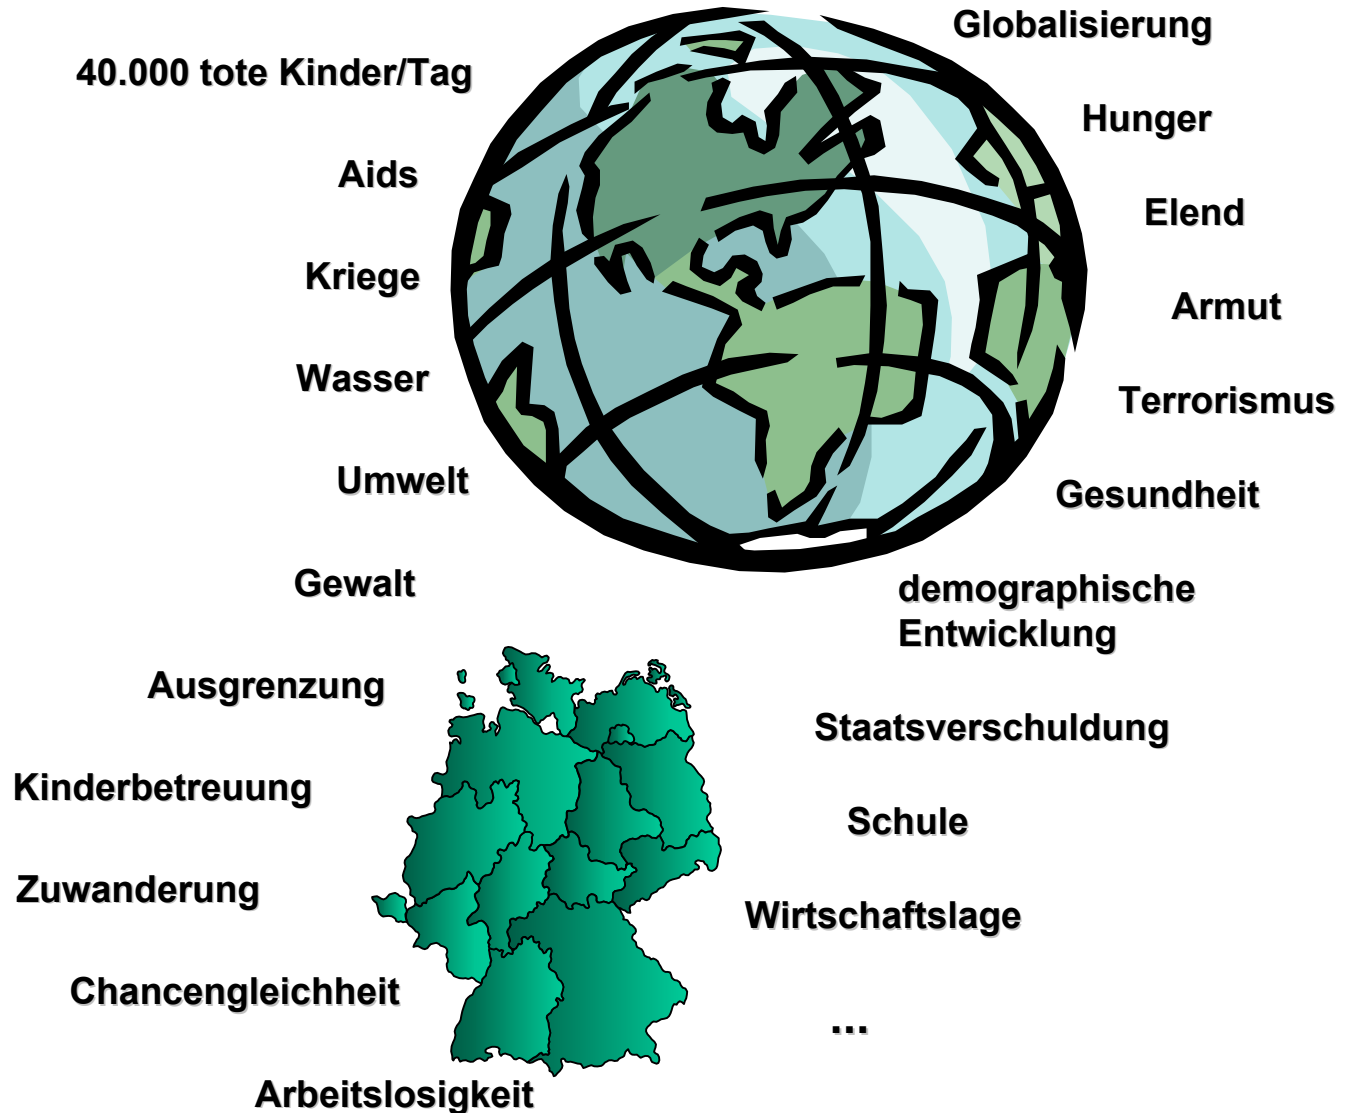 Globalisierung
40.000 tote Kinder/Tag
Hunger
Aids
Elend
Kriege
Armut
Wasser
Terrorismus
Umwelt
Gesundheit
Gewalt
demographische
Entwicklung
Ausgrenzung
Staatsverschuldung
Kinderbetreuung
Schule
Zuwanderung
Wirtschaftslage
Chancengleichheit
...
Arbeitslosigkeit